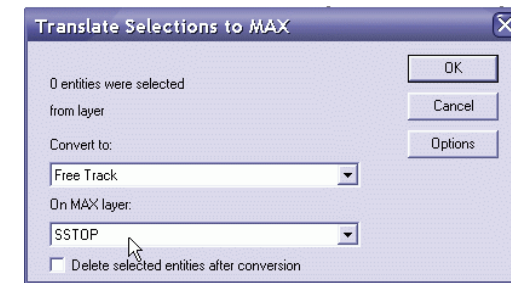 Translate Selections to MAX
X
OK
0 entities were selected
from layer
Cancel
Options
Convert to:
Free Track
On MAX layer:
SSTOP
Delete selected entities after conversion